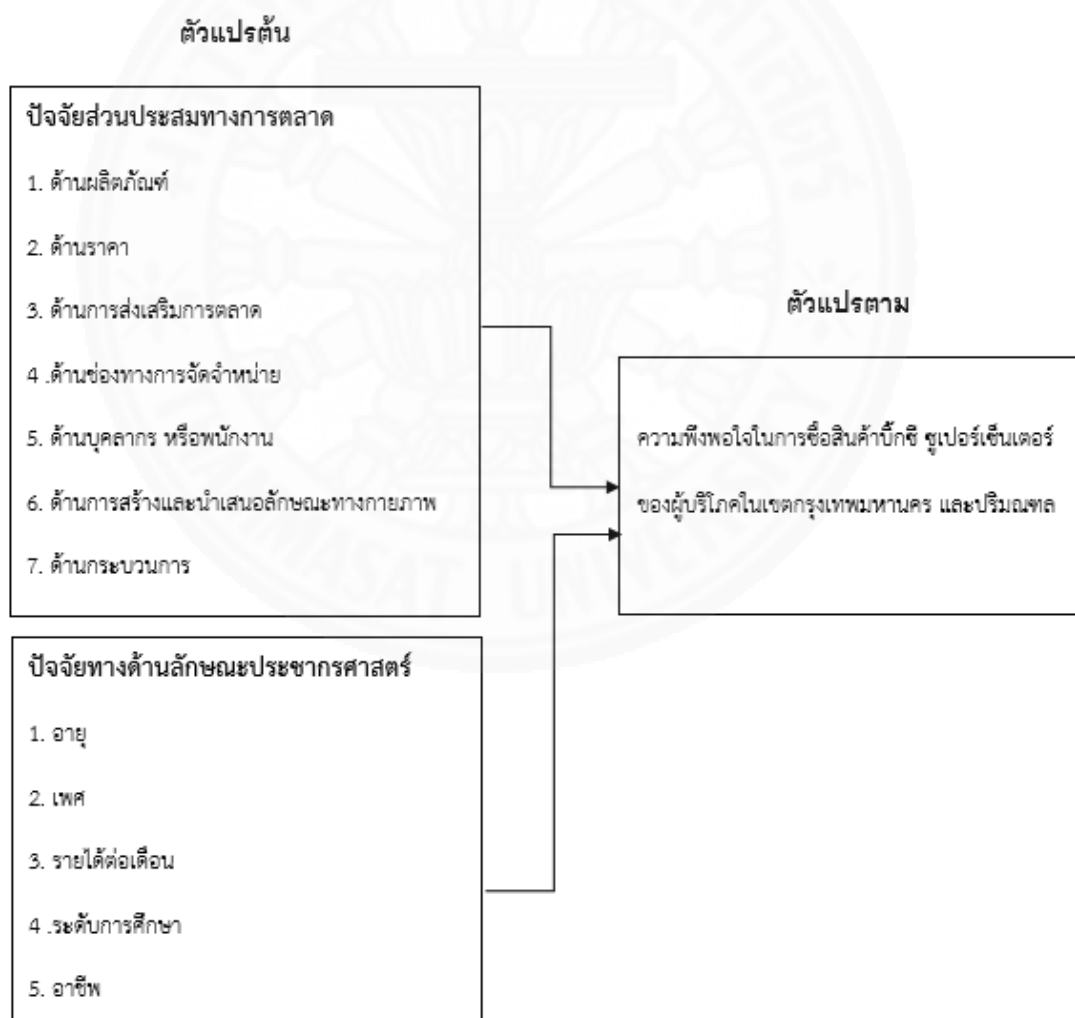 ตัวแปรต้น
ปัจจัยส่วนประสมทางการตลาด
1. ด้านผลิตภัณฑ์
2. ด้านราคา
3. ด้านการส่งเสริมการตลาด
4 .ด้านช่องทางการจัดจำหน่าย
5. ด้านบุคลากร หรือพนักงาน
6. ด้านการสร้างและนำเสนอลักษณะทางกายภาพ
7. ด้านกระบวนการ
ปัจจัยทางด้านลักษณะประชากรศาสตร์
1. อายุ
2. เพศ
3. รายได้ต่อเดือน
4 .ระดับการศึกษา
5. อาชีพ
ตัวแปรตาม
ความพึงพอใจในการซื้อสินค้าบิ๊กซี ซูเปอร์เซ็นเตอร์
ของผู้บริโภคในเขตกรุงเทพมหานคร และปริมณฑล
THAMMASAT UNIVERSITY